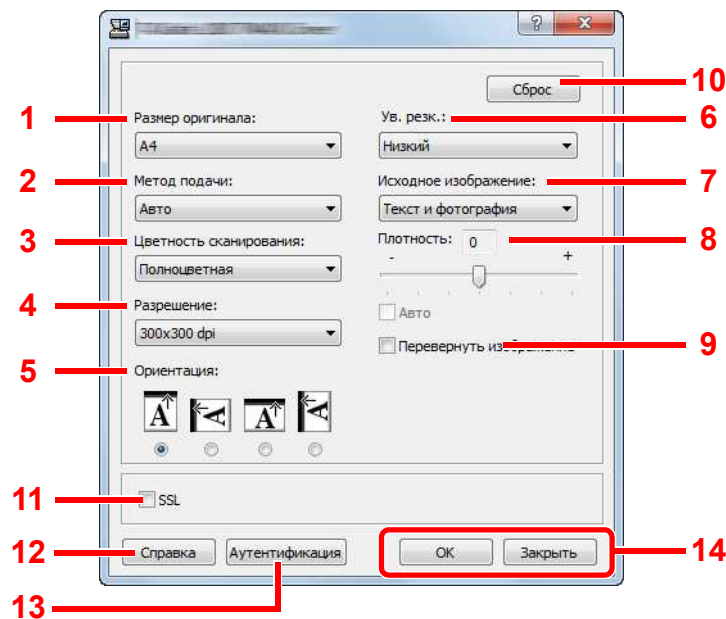 10
Сброс
1
Размер оригинала:
A4
6
Ув. резк.:
Низкий
2
Метод подачи:
Авто
7
Исходное изображение:
Текст и фотография
3
Цветность сканирования:
Полноцветная
8
Плотность: 0
- +
Авто
4
Разрешение:
300x300 dpi
9
Перевернуть изображение
5
Ориентация:
A A A A
11
SSL
12
Справка
Аутентификация
13
OK
Закрыть
14